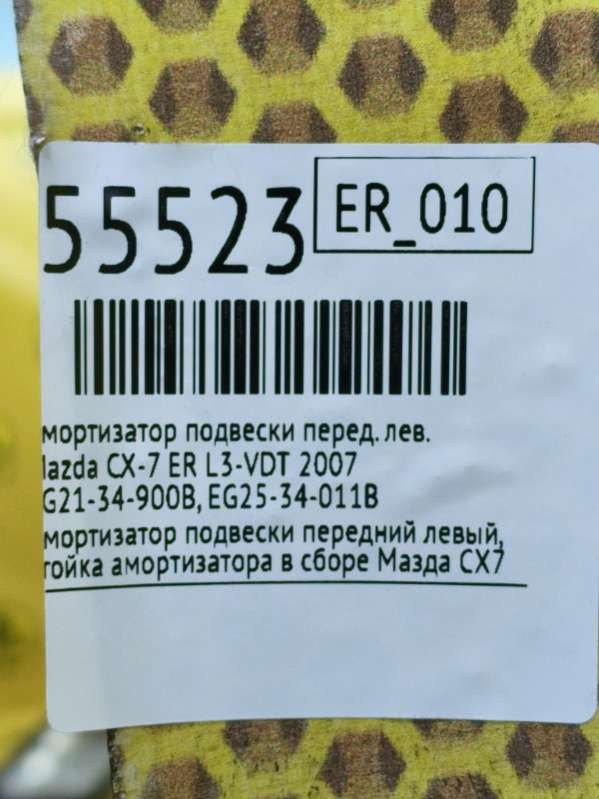 55523
ER_010
мортизатор подвески перед. лев.
lazda CX-7 ER L3-VDT 2007
G21-34-900B, EG25-34-011B
мортизатор подвески передний левый,
тойка амортизатора в сборе Мазда CX7